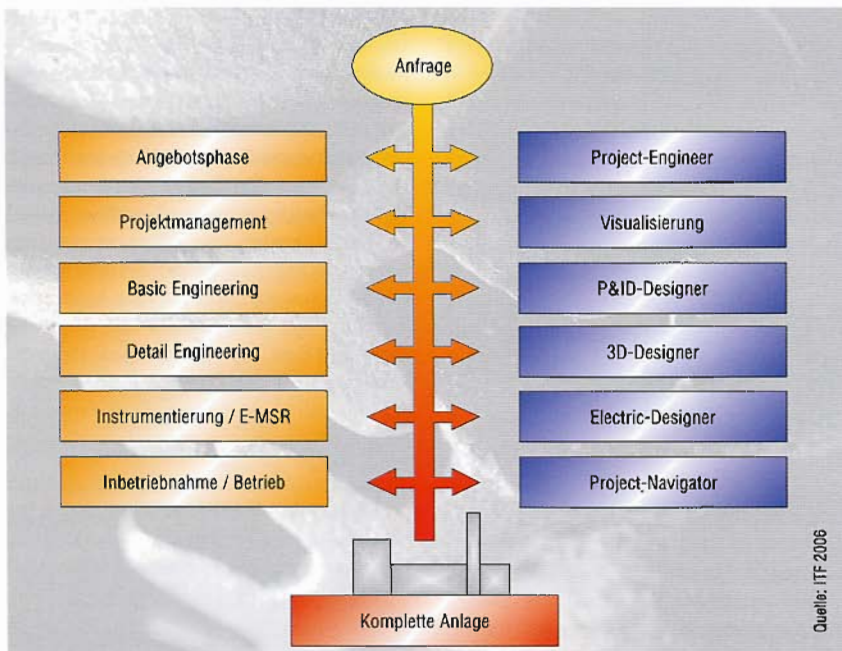 Anfrage
Angebotsphase
Project-Engineer
Projektmanagement
Visualisierung
Basic Engineering
P&ID-Designer
Detail Engineering
3D-Designer
Instrumentierung / E-MSR
Electric-Designer
Inbetriebnahme / Betrieb
Project-Navigator
Komplette Anlage
Quelle: ITF 2006